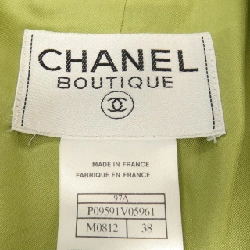 CHANEL
BOUTIQUE
MADE IN FRANCE
FABRIQUE EN FRANCE
97A
P09591V05961
M0812 38